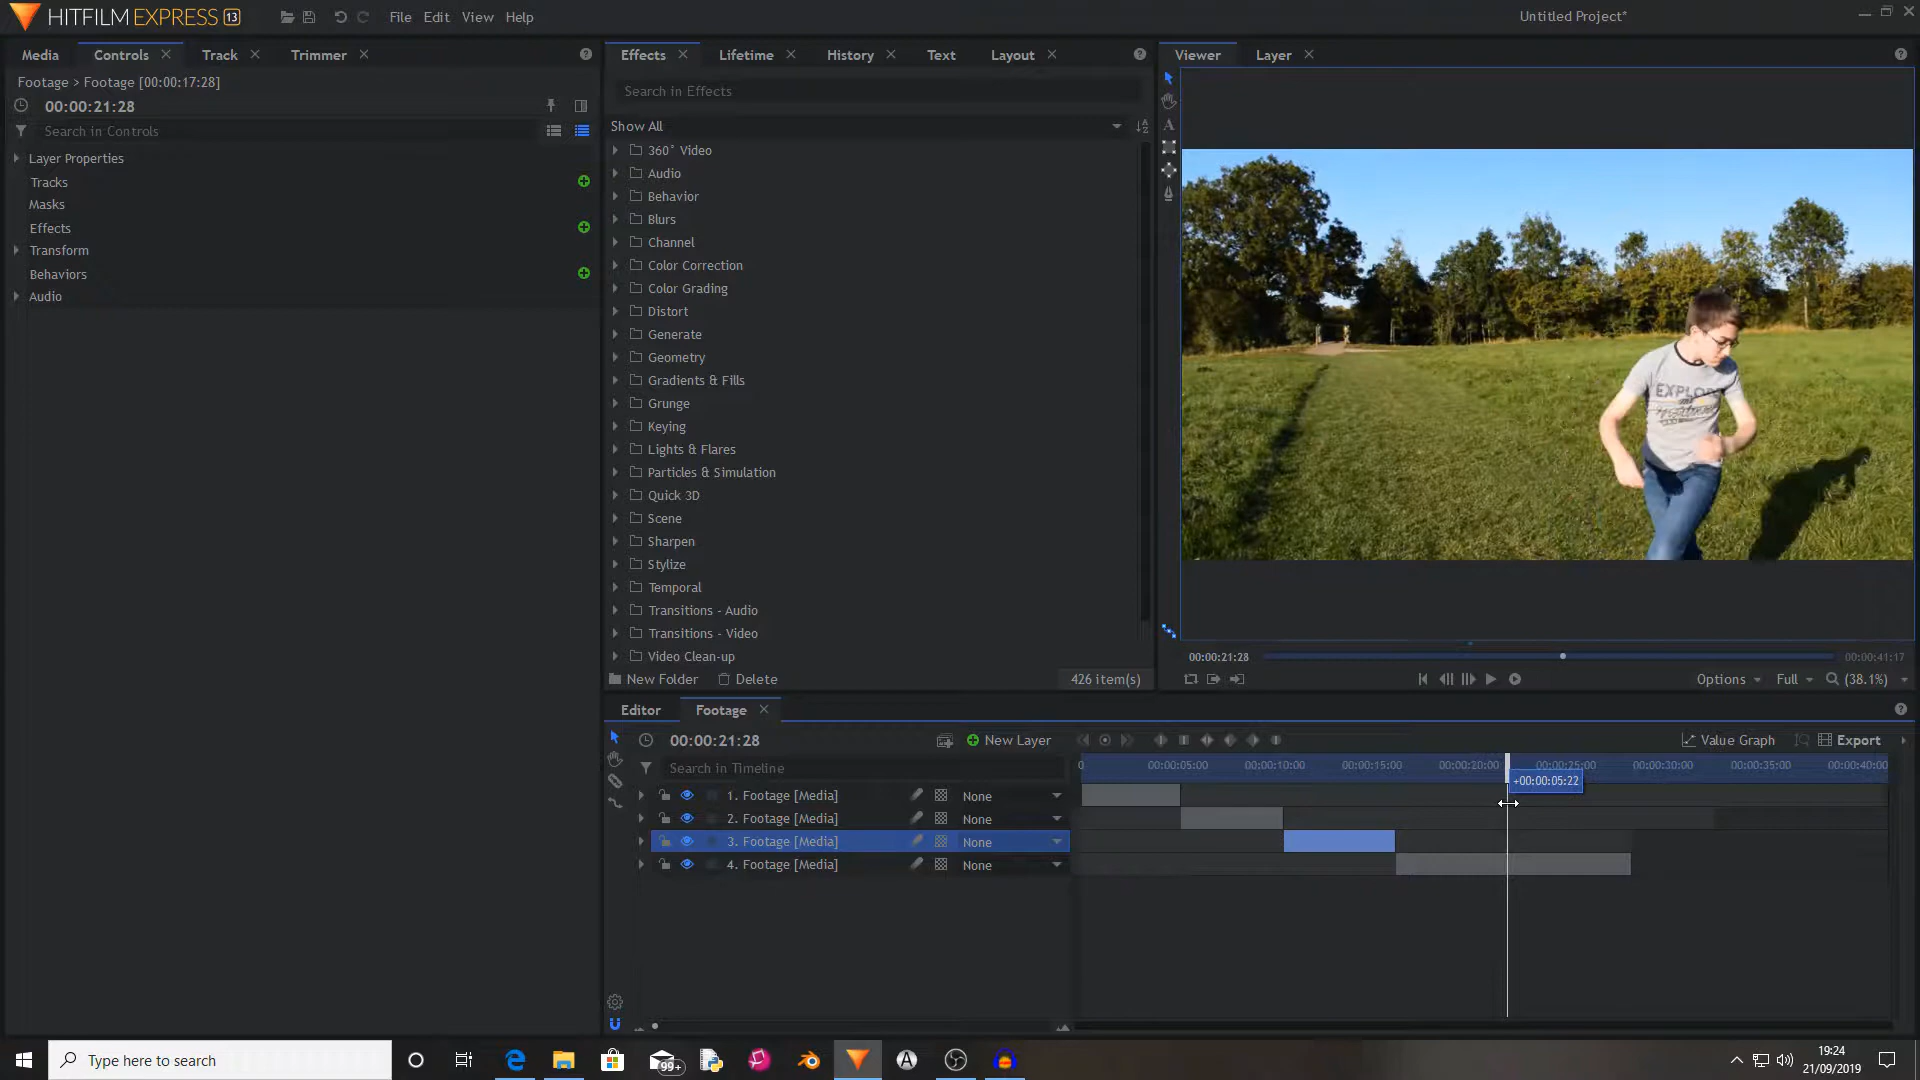 HITFILM EXPRESS 13
File Edit View Help
Untitled Project*
Media Controls Track Trimmer
Footage > Footage [00:00:17:28]
00:00:21:28
Search in Controls
Layer Properties
Tracks
Masks
Effects
Transform
Behaviors
Audio
Effects Lifetime History Text Layout
Search in Effects
Show All
360° Video
Audio
Behavior
Blurs
Channel
Color Correction
Color Grading
Distort
Generate
Geometry
Gradients & Fills
Grunge
Keying
Lights & Flares
Particles & Simulation
Quick 3D
Scene
Sharpen
Stylize
Temporal
Transitions - Audio
Transitions - Video
Video Clean-up
New Folder Delete 426 item(s)
Viewer Layer
EXPLORE
00:00:21:28 00:00:41:17
Options Full (38.1%)
Editor Footage
00:00:21:28 New Layer Value Graph Export
Search in Timeline
0 00:00:05:00 00:00:10:00 00:00:15:00 00:00:20:00 00:00:25:00 00:00:30:00 00:00:35:00 00:00:40:00
+00:00:05:22
1. Footage [Media] None
2. Footage [Media] None
3. Footage [Media] None
4. Footage [Media] None
Type here to search
99+
19:24
21/09/2019